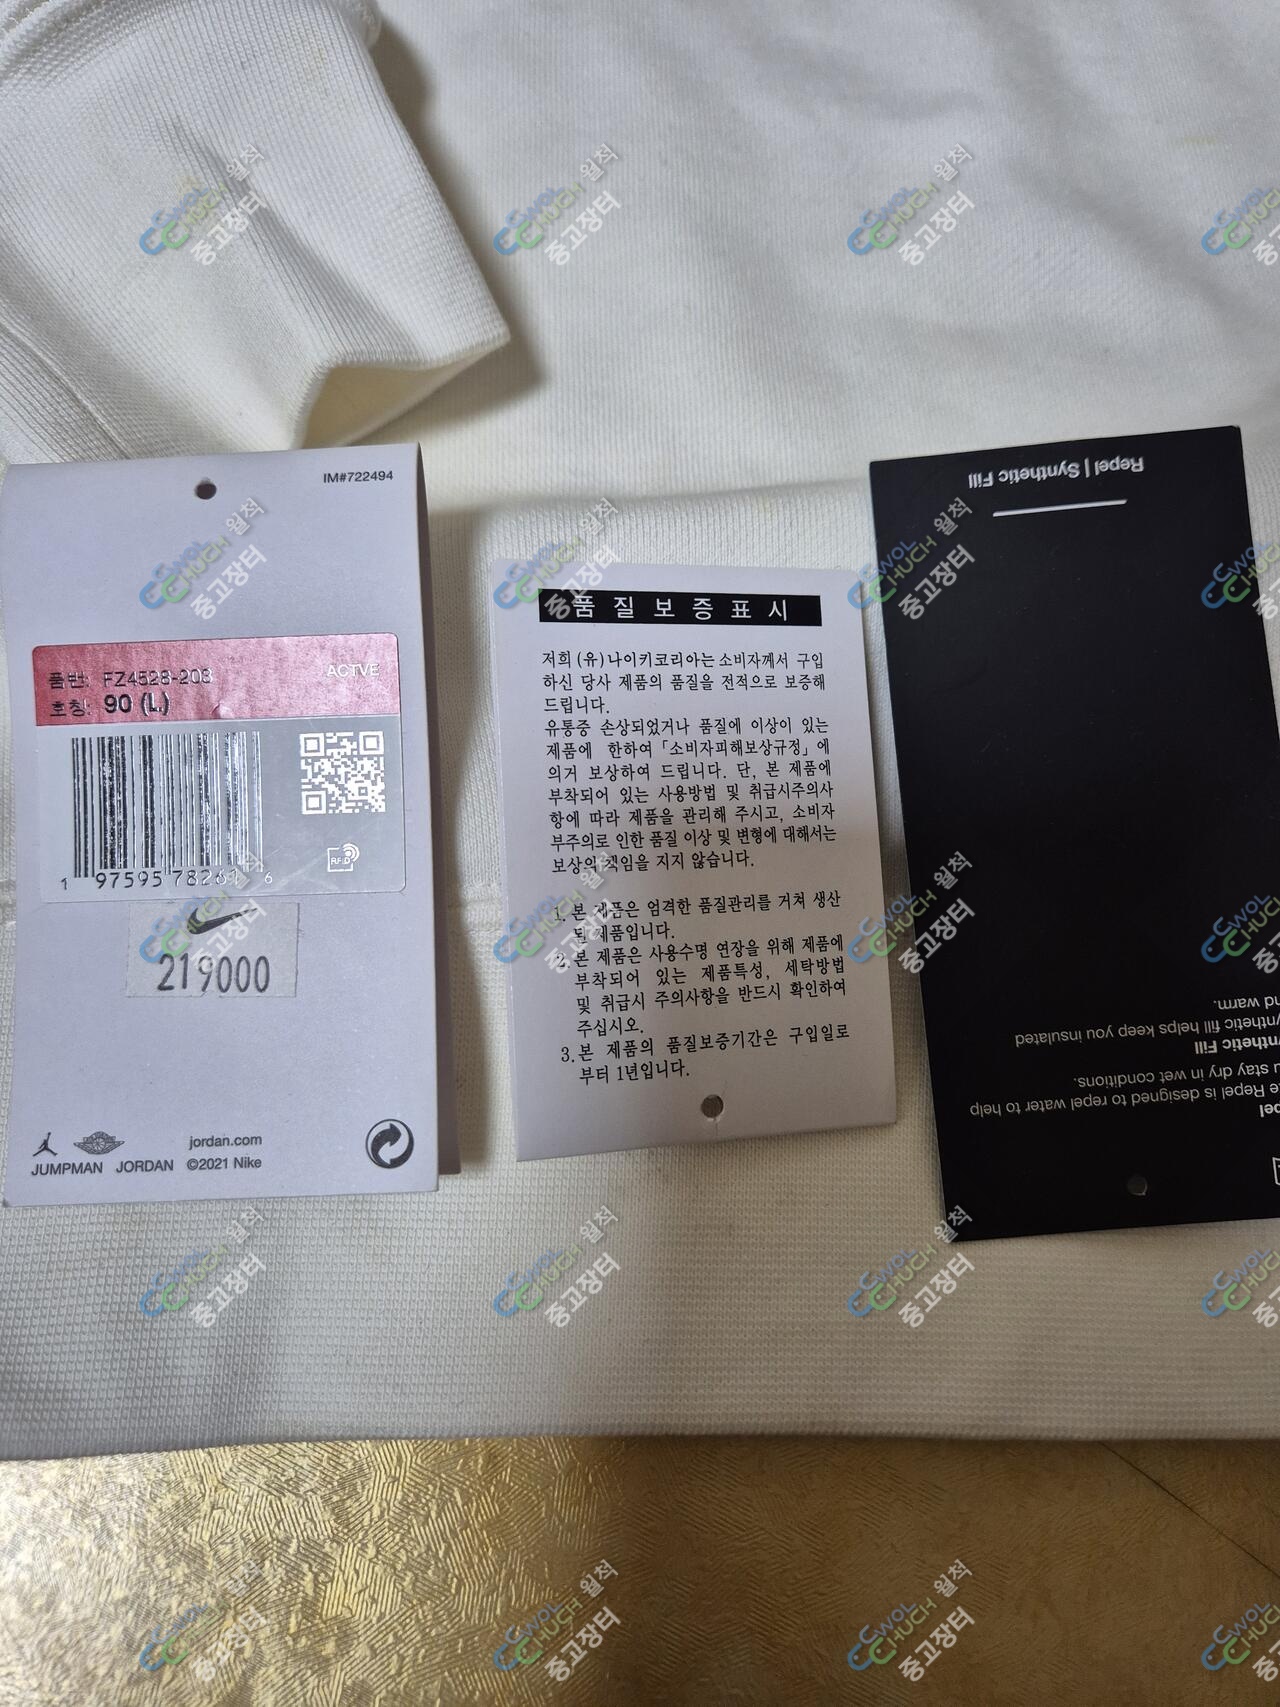 IM#722494
품번: FZ4528-203
ACTVE
호칭: 90 (L)
1 97595 78261 6
RFID
219000
jordan.com
JUMPMAN JORDAN ©2021 Nike
품질보증표시
저희 (유)나이키코리아는 소비자께서 구입
하신 당사 제품의 품질을 전적으로 보증해
드립니다.
유통중 손상되었거나 품질에 이상이 있는
제품에 한하여 「소비자피해보상규정」에
의거 보상하여 드립니다. 단, 본 제품에
부착되어 있는 사용방법 및 취급시주의사
항에 따라 제품을 관리해 주시고, 소비자
부주의로 인한 품질 이상 및 변형에 대해서는
보상의 책임을 지지 않습니다.
1. 본 제품은 엄격한 품질관리를 거쳐 생산
된 제품입니다.
2. 본 제품은 사용수명 연장을 위해 제품에
부착되어 있는 제품특성, 세탁방법
및 취급시 주의사항을 반드시 확인하여
주십시오.
3. 본 제품의 품질보증기간은 구입일로
부터 1년입니다.
Repel | Synthetic Fill
pel
e Repel is designed to repel water to help
u stay dry in wet conditions.
nthetic Fill
ynthetic fill helps keep you insulated
nd warm.
CWOL CHUCH 월척
중고장터